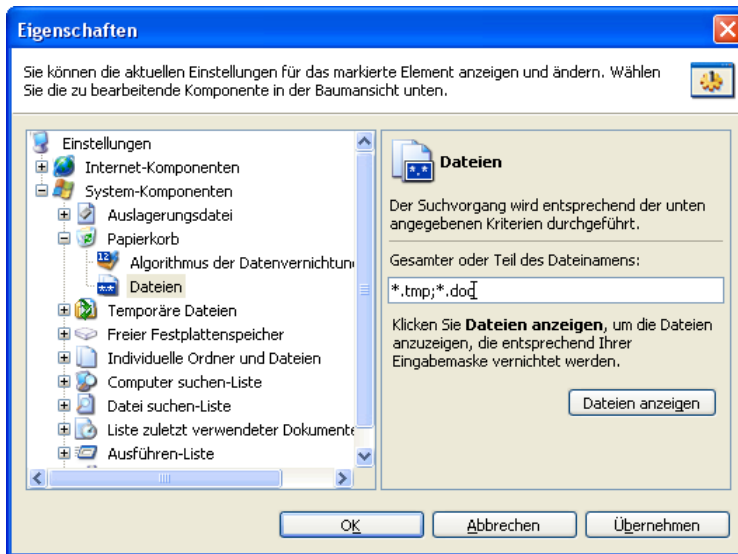 Eigenschaften
Sie können die aktuellen Einstellungen für das markierte Element anzeigen und ändern. Wählen
Sie die zu bearbeitende Komponente in der Baumansicht unten.
Einstellungen
Internet-Komponenten
System-Komponenten
Auslagerungsdatei
Papierkorb
Algorithmus der Datenvernichtun
Dateien
Temporäre Dateien
Freier Festplattenspeicher
Individuelle Ordner und Dateien
Computer suchen-Liste
Datei suchen-Liste
Liste zuletzt verwendeter Dokumente
Ausführen-Liste
Dateien
Der Suchvorgang wird entsprechend der unten
angegebenen Kriterien durchgeführt.
Gesamter oder Teil des Dateinamens:
*.tmp;*.doc
Klicken Sie Dateien anzeigen, um die Dateien
anzuzeigen, die entsprechend Ihrer
Eingabemaske vernichtet werden.
Dateien anzeigen
OK
Abbrechen
Übernehmen